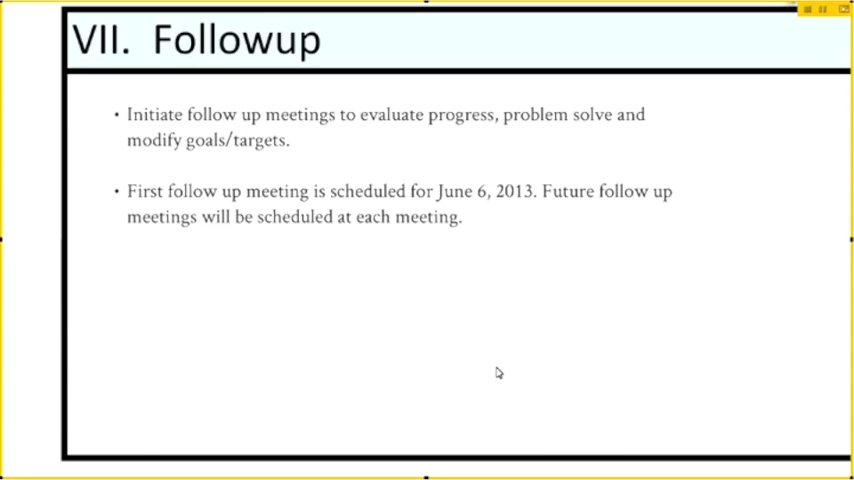 VII. Followup
• Initiate follow up meetings to evaluate progress, problem solve and
modify goals/targets.
• First follow up meeting is scheduled for June 6, 2013. Future follow up
meetings will be scheduled at each meeting.